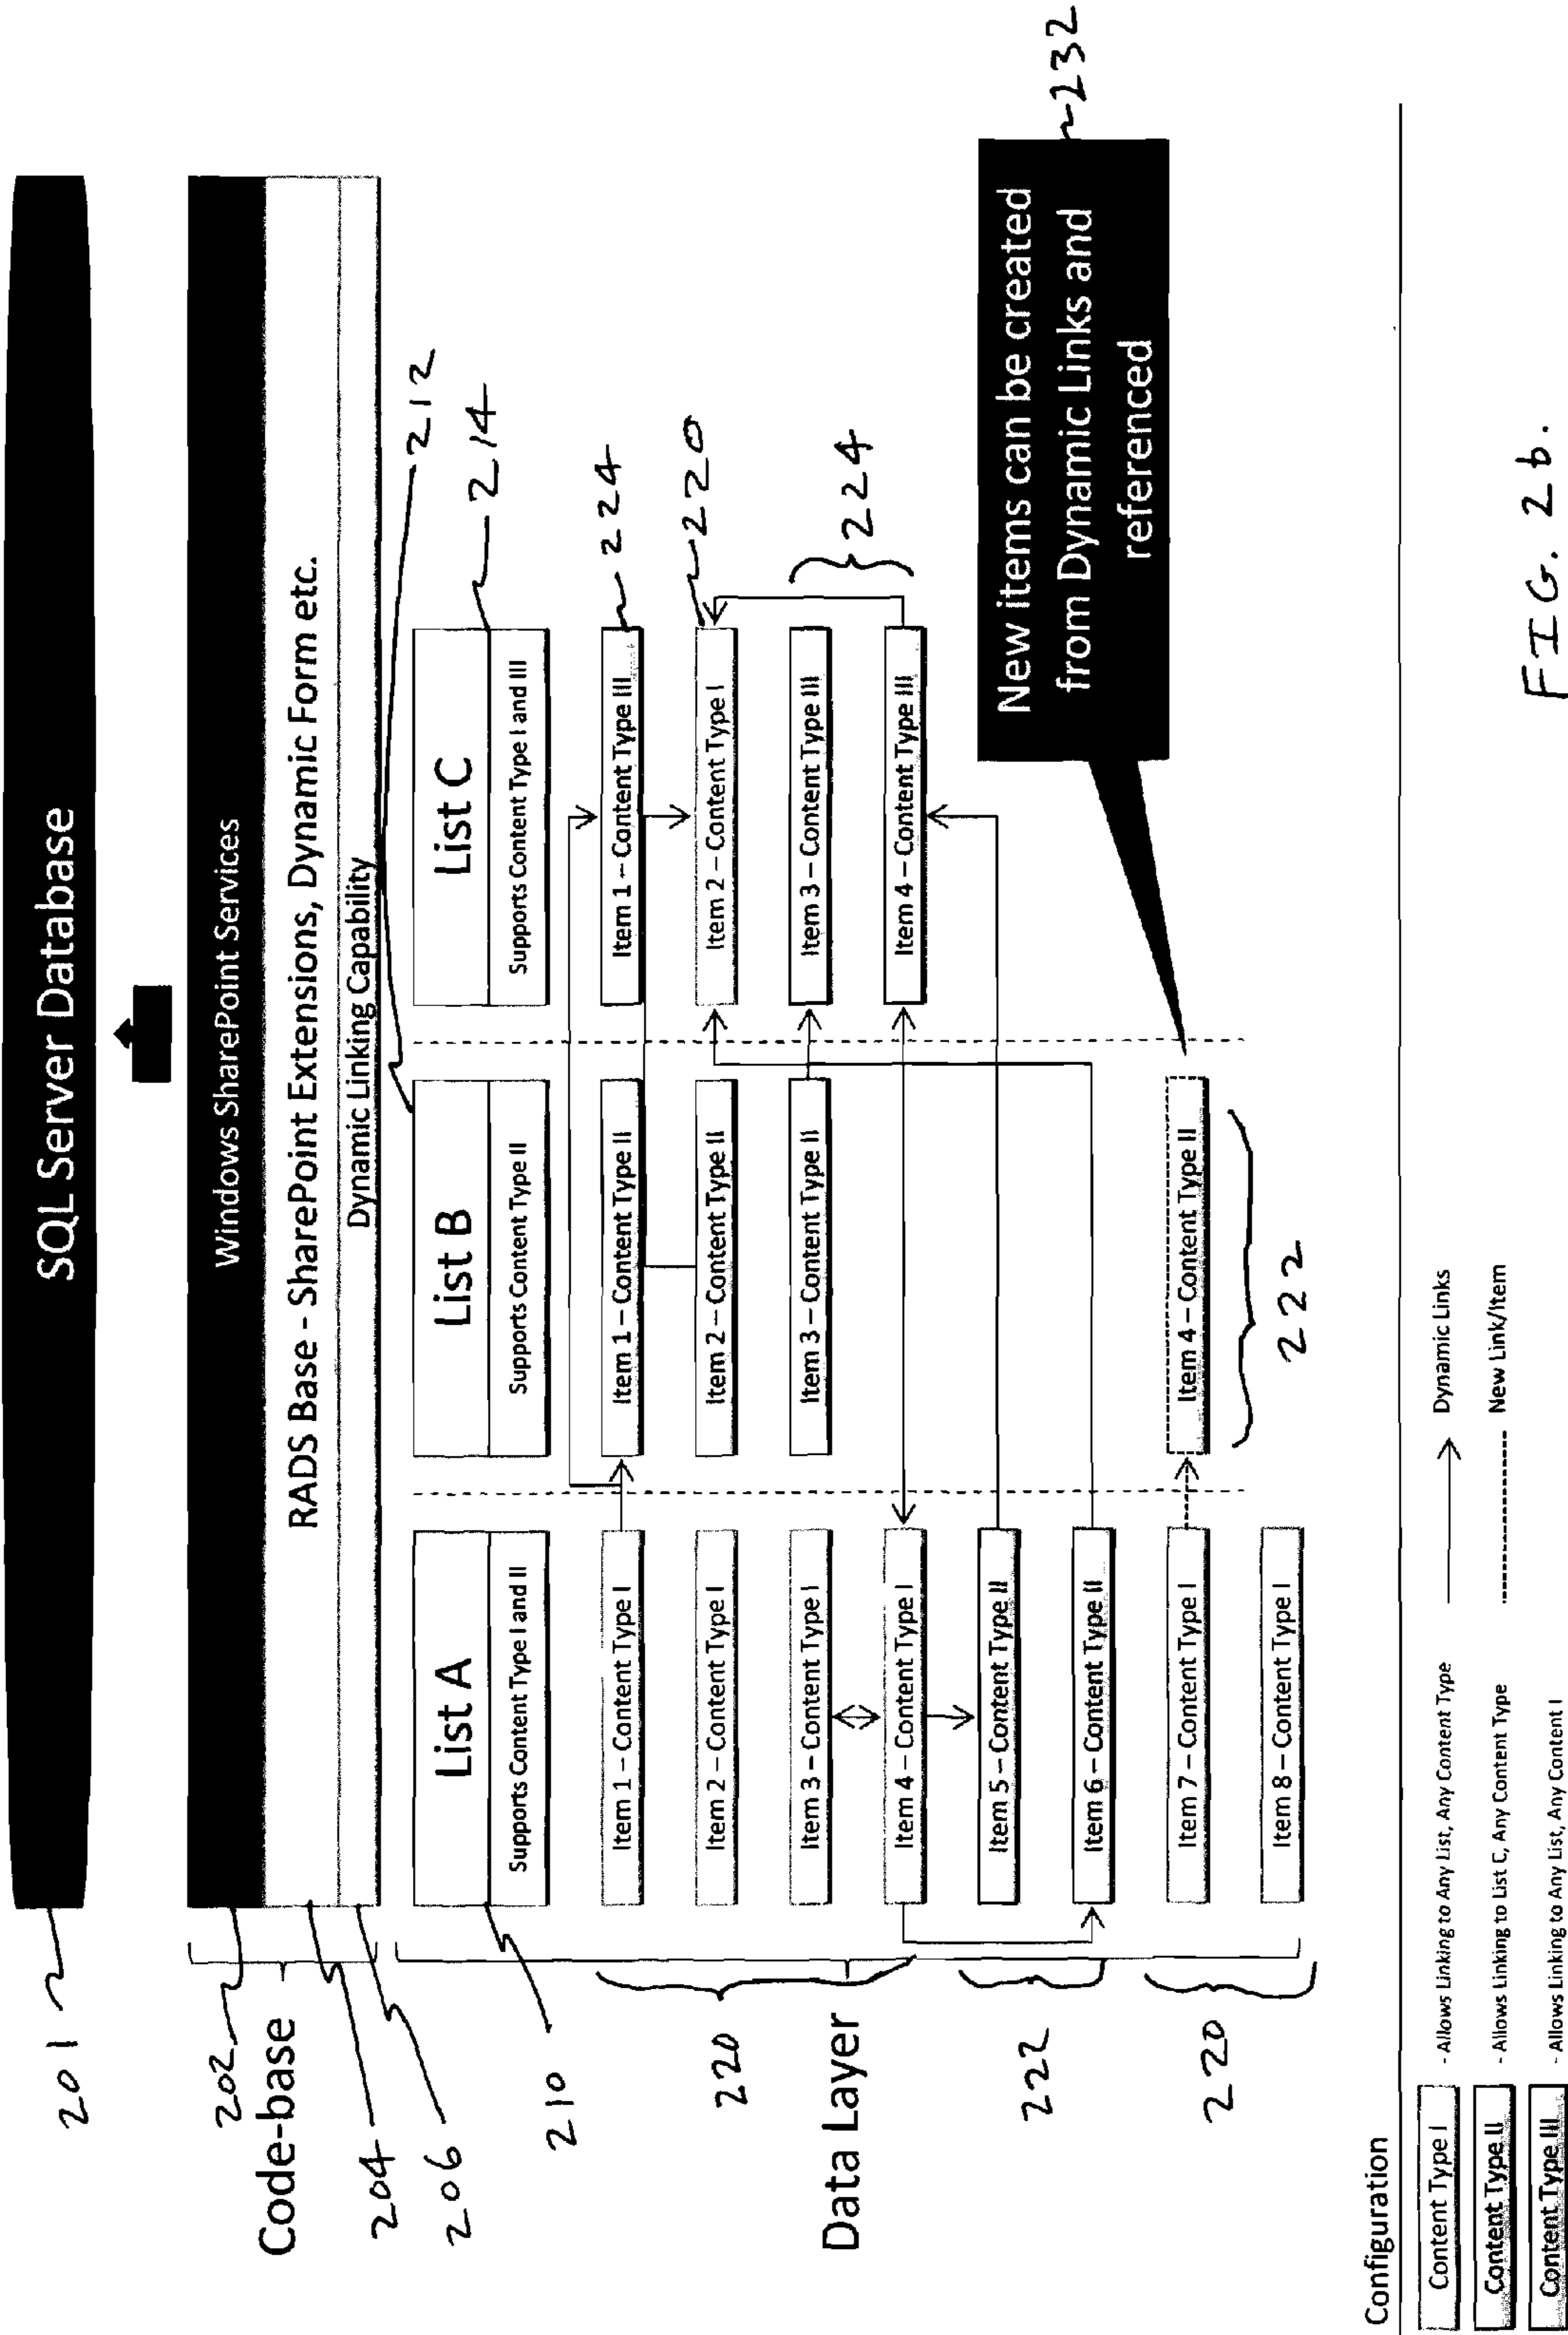 201
SQL Server Database
202
Windows SharePoint Services
Code-base
RADS Base - SharePoint Extensions, Dynamic Form etc.
204
Dynamic Linking Capability
206
212
210
List A
List B
List C
214
Supports Content Type I and II
Supports Content Type II
Supports Content Type I and III
220
Item 1 – Content Type I
Item 1 – Content Type II
Item 1 – Content Type III
224
Item 2 – Content Type I
Item 2 – Content Type II
Item 2 – Content Type I
220
Data Layer
Item 3 – Content Type I
Item 3 – Content Type II
Item 3 – Content Type III
224
Item 4 – Content Type I
Item 4 – Content Type III
222
Item 5 – Content Type II
Item 6 – Content Type II
220
Item 7 – Content Type I
Item 4 – Content Type II
Item 8 – Content Type I
222
New items can be created
from Dynamic Links and
referenced
232
Configuration
Content Type I
- Allows Linking to Any List, Any Content Type
Dynamic Links
Content Type II
- Allows Linking to List C, Any Content Type
New Link/Item
Content Type III
- Allows Linking to Any List, Any Content I
FIG. 2b.